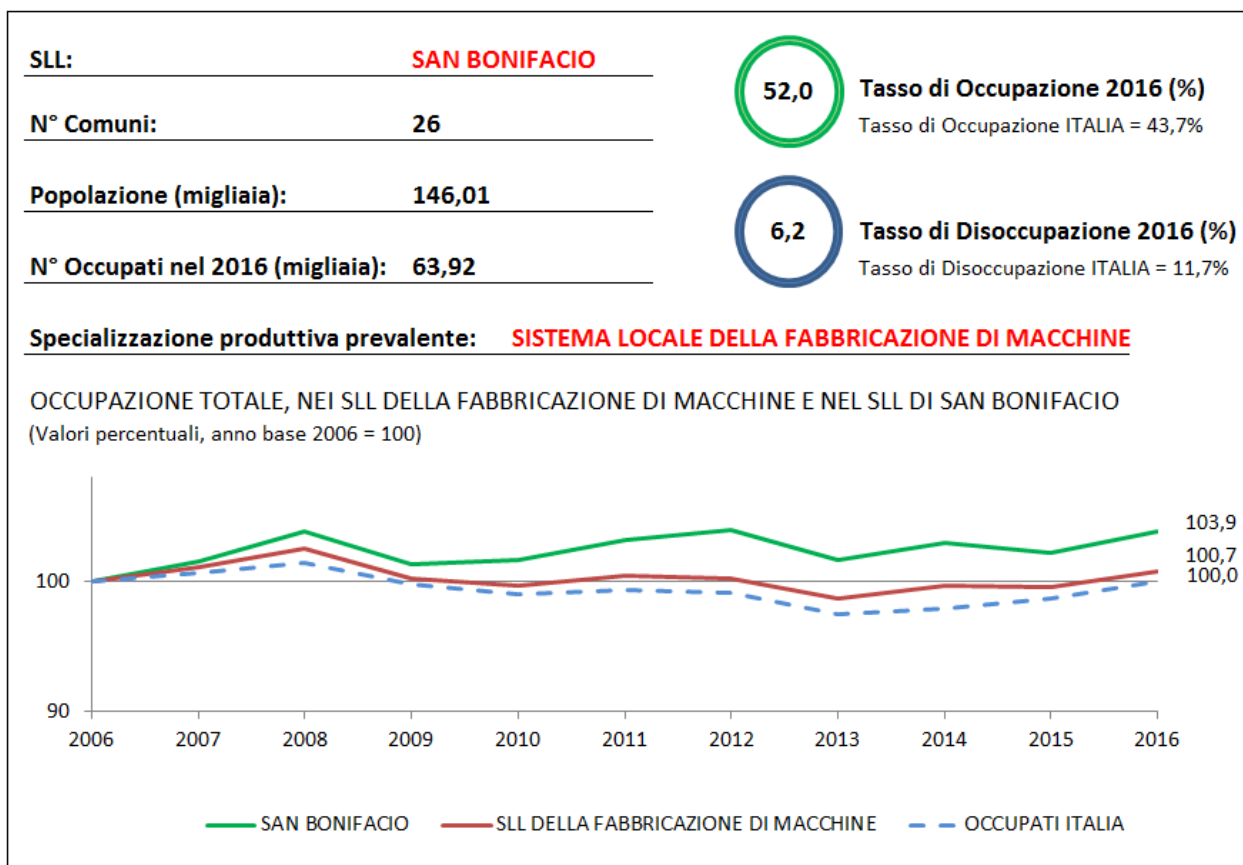 SLL: SAN BONIFACIO
N° Comuni: 26
Popolazione (migliaia): 146,01
N° Occupati nel 2016 (migliaia): 63,92
52,0 Tasso di Occupazione 2016 (%)
Tasso di Occupazione ITALIA = 43,7%
6,2 Tasso di Disoccupazione 2016 (%)
Tasso di Disoccupazione ITALIA = 11,7%
Specializzazione produttiva prevalente: SISTEMA LOCALE DELLA FABBRICAZIONE DI MACCHINE
OCCUPAZIONE TOTALE, NEI SLL DELLA FABBRICAZIONE DI MACCHINE E NEL SLL DI SAN BONIFACIO
(Valori percentuali, anno base 2006 = 100)
103,9
100,7
100,0
100
90
2006 2007 2008 2009 2010 2011 2012 2013 2014 2015 2016
SAN BONIFACIO SLL DELLA FABBRICAZIONE DI MACCHINE OCCUPATI ITALIA